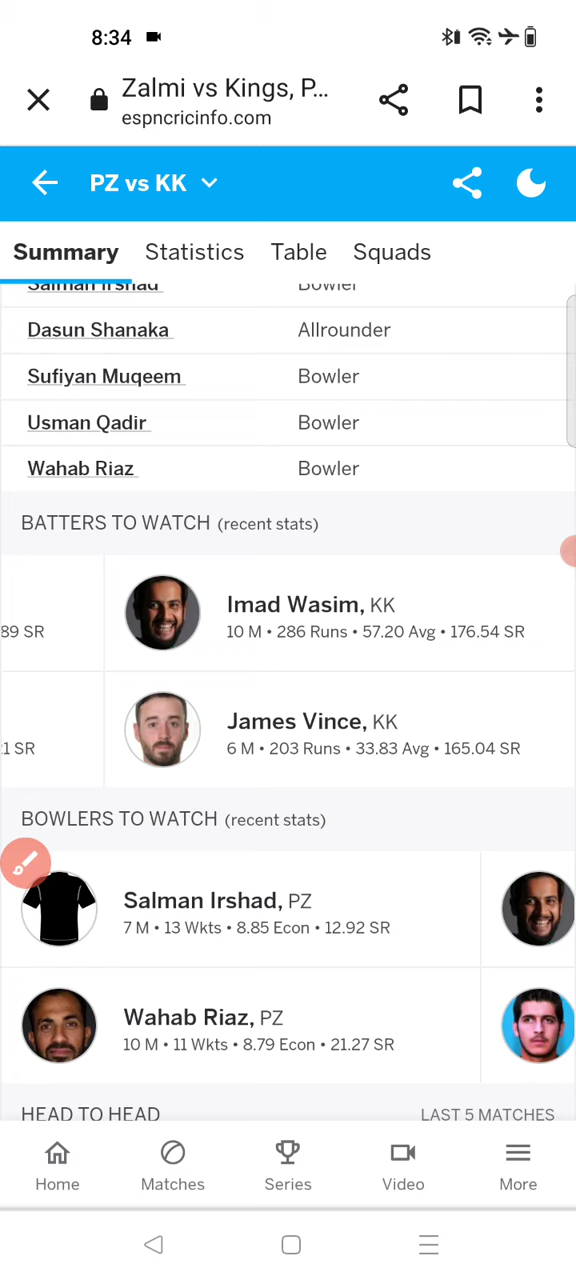 8:34
Zalmi vs Kings, P...
espncricinfo.com
PZ vs KK
Summary Statistics Table Squads
Salman Irshad Bowler
Dasun Shanaka Allrounder
Sufiyan Muqeem Bowler
Usman Qadir Bowler
Wahab Riaz Bowler
BATTERS TO WATCH (recent stats)
Imad Wasim, KK
89 SR 10 M • 286 Runs • 57.20 Avg • 176.54 SR
James Vince, KK
1 SR 6 M • 203 Runs • 33.83 Avg • 165.04 SR
BOWLERS TO WATCH (recent stats)
Salman Irshad, PZ
7 M • 13 Wkts • 8.85 Econ • 12.92 SR
Wahab Riaz, PZ
10 M • 11 Wkts • 8.79 Econ • 21.27 SR
HEAD TO HEAD LAST 5 MATCHES
Home Matches Series Video More